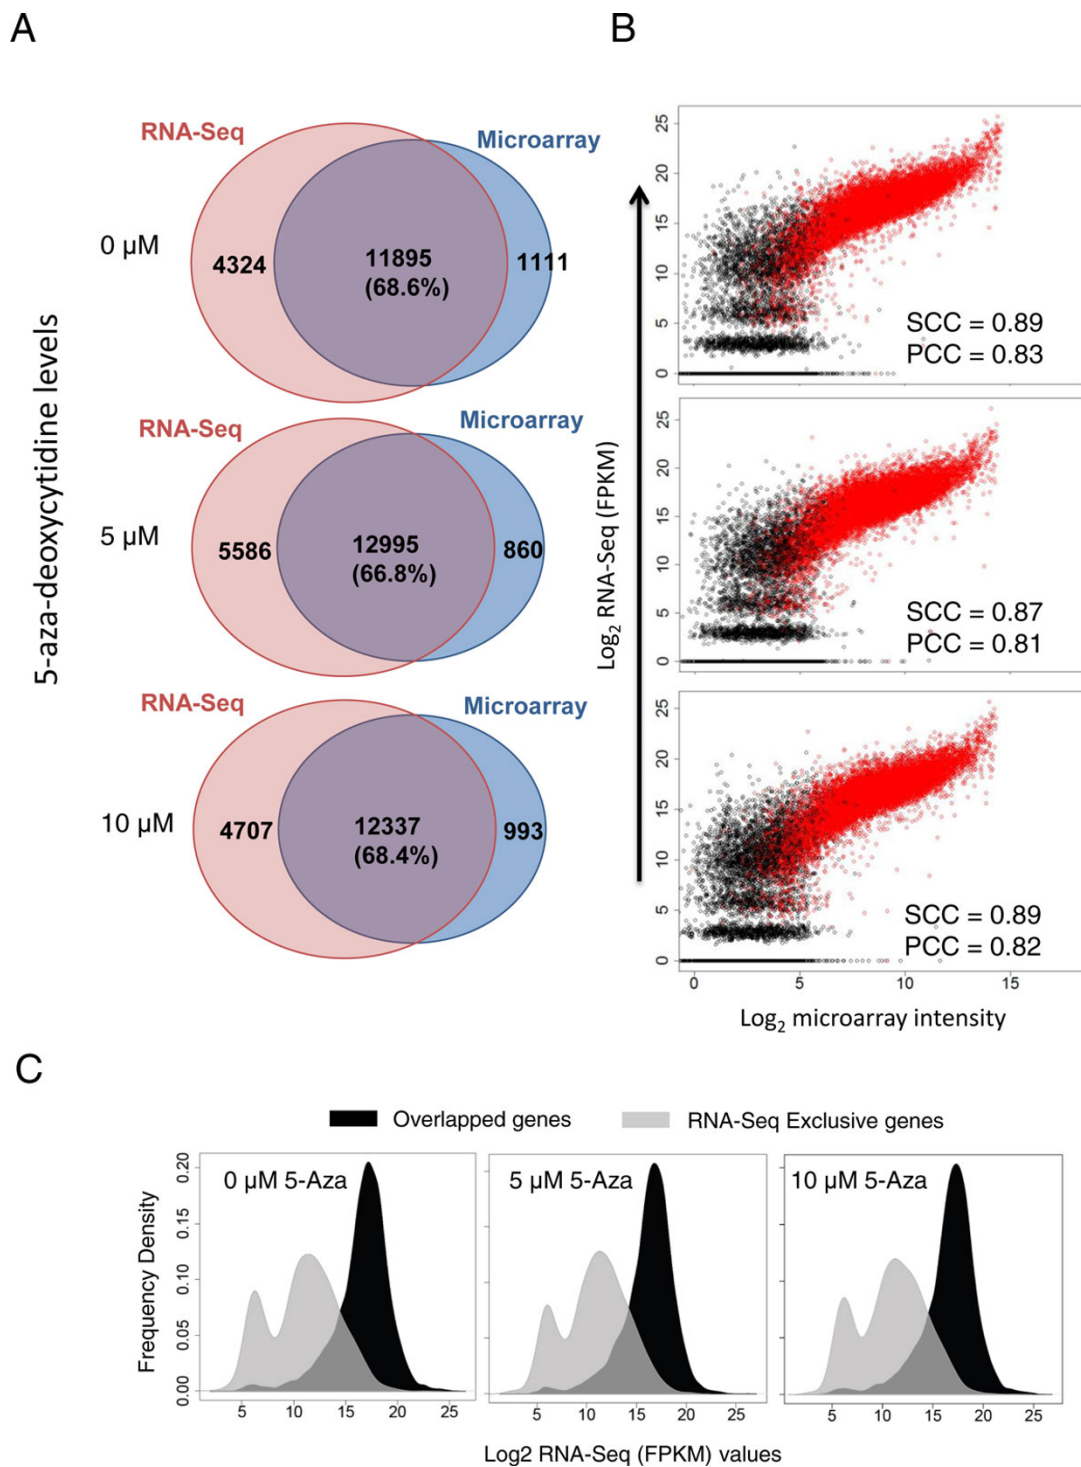 A
B
RNA-Seq
Microarray
0 µM
4324
11895
(68.6%)
1111
RNA-Seq
Microarray
5 µM
5586
12995
(66.8%)
860
RNA-Seq
Microarray
10 µM
4707
12337
(68.4%)
993
5-aza-deoxycytidine levels
Log2 RNA-Seq (FPKM)
25
20
15
10
5
0
SCC = 0.89
PCC = 0.83
25
20
15
10
5
0
SCC = 0.87
PCC = 0.81
25
20
15
10
5
0
SCC = 0.89
PCC = 0.82
0 5 10 15
Log2 microarray intensity
C
Overlapped genes
RNA-Seq Exclusive genes
Frequency Density
0.20
0.15
0.10
0.05
0.00
0 µM 5-Aza
5 µM 5-Aza
10 µM 5-Aza
5 10 15 20 25
5 10 15 20 25
5 10 15 20 25
Log2 RNA-Seq (FPKM) values